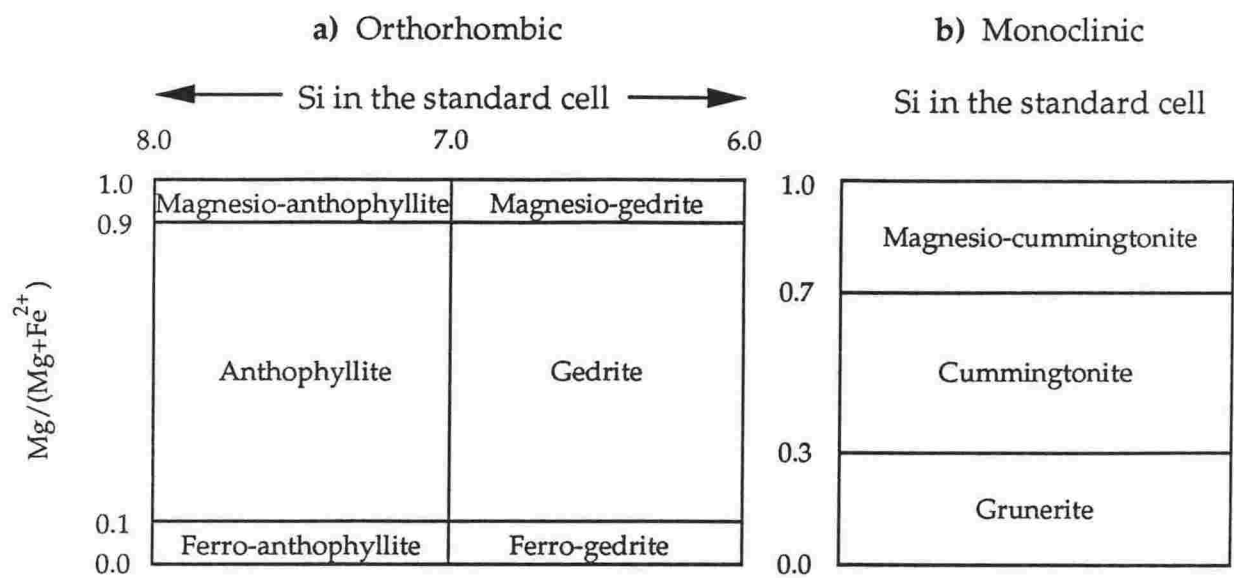 a) Orthorhombic
Si in the standard cell
8.0 7.0 6.0
1.0
0.9
0.1
0.0
Mg/(Mg+Fe2+)
Magnesio-anthophyllite
Magnesio-gedrite
Anthophyllite
Gedrite
Ferro-anthophyllite
Ferro-gedrite
b) Monoclinic
Si in the standard cell
1.0
0.7
0.3
0.0
Magnesio-cummingtonite
Cummingtonite
Grunerite